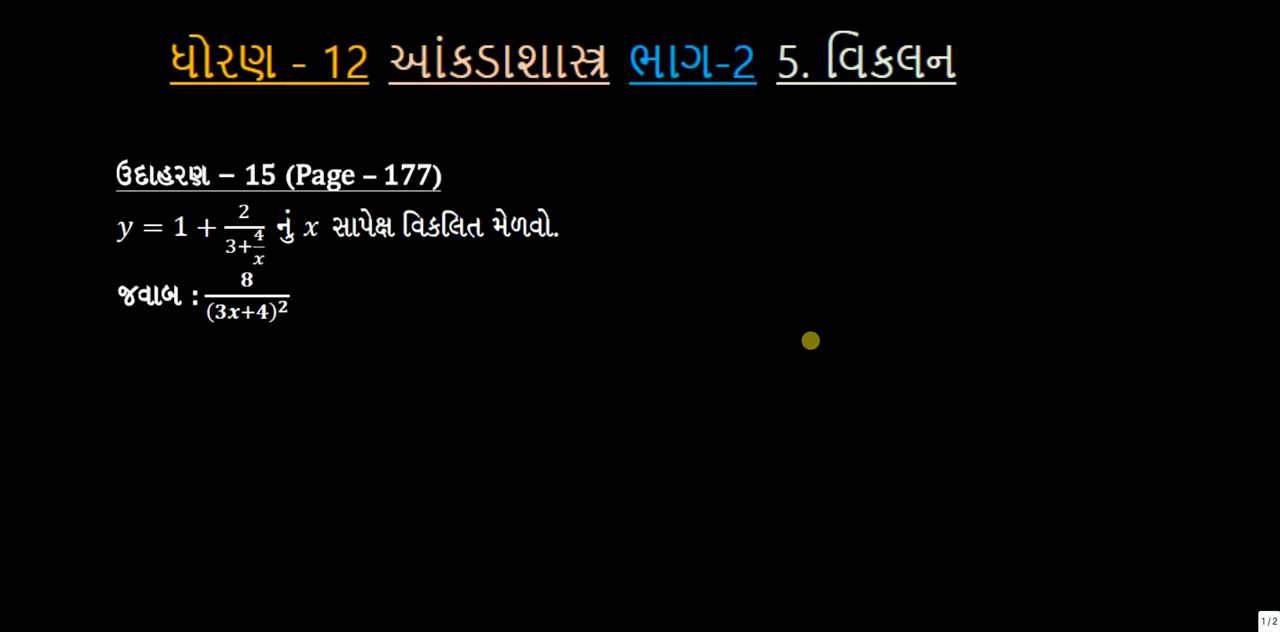 ધોરણ - 12 આંકડાશાસ્ત્ર ભાગ-2 5. વિકલન
ઉદાહરણ – 15 (Page – 177)
y = 1 + 2/(3+4/x) નું x સાપેક્ષ વિકલિત મેળવો.
જવાબ : 8/(3x+4)²
1/2